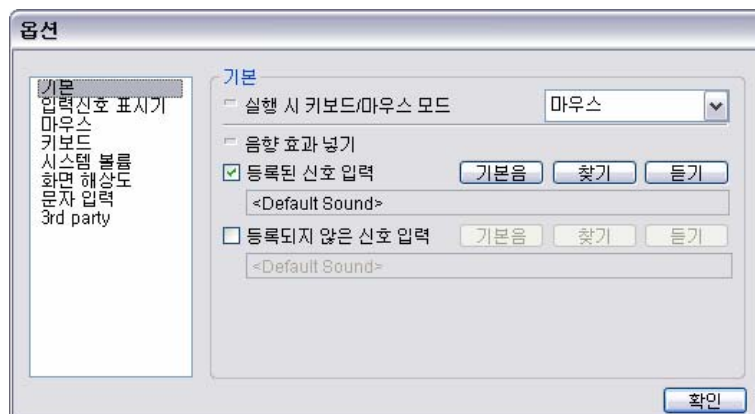 옵션
기본
입력신호 표시기
마우스
키보드
시스템 볼륨
화면 해상도
문자 입력
3rd party
기본
실행 시 키보드/마우스 모드 마우스
음향 효과 넣기
등록된 신호 입력 기본음 찾기 듣기
<Default Sound>
등록되지 않은 신호 입력 기본음 찾기 듣기
<Default Sound>
확인